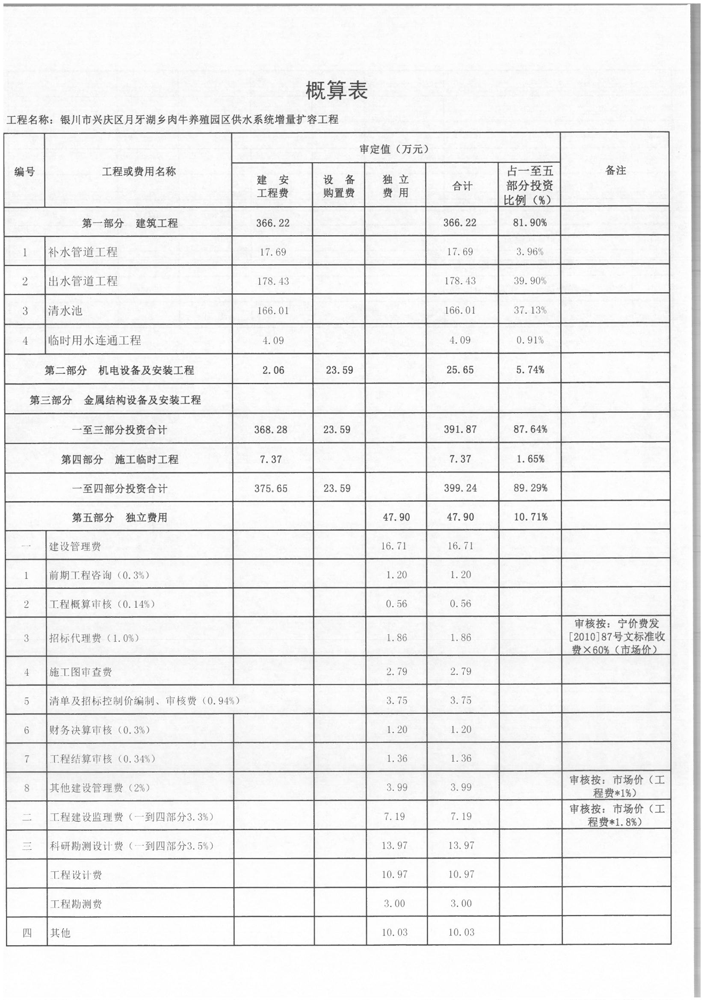 概算表
工程名称：银川市兴庆区月牙湖乡肉牛养殖园区供水系统增量扩容工程
编号 工程或费用名称 审定值（万元） 备注
建 安 工程费 设 备 购置费 独 立 费 用 合计 占一至五部分投资比例（%）
第一部分 建筑工程 366.22 366.22 81.90%
1 补水管道工程 17.69 17.69 3.96%
2 出水管道工程 178.43 178.43 39.90%
3 清水池 166.01 166.01 37.13%
4 临时用水连通工程 4.09 4.09 0.91%
第二部分 机电设备及安装工程 2.06 23.59 25.65 5.74%
第三部分 金属结构设备及安装工程
一至三部分投资合计 368.28 23.59 391.87 87.64%
第四部分 施工临时工程 7.37 7.37 1.65%
一至四部分投资合计 375.65 23.59 399.24 89.29%
第五部分 独立费用 47.90 47.90 10.71%
一 建设管理费 16.71 16.71
1 前期工程咨询（0.3%） 1.20 1.20
2 工程概算审核（0.14%） 0.56 0.56
3 招标代理费（1.0%） 1.86 1.86 审核按：宁价费发[2010]87号文标准收费×60%（市场价）
4 施工图审查费 2.79 2.79
5 清单及招标控制价编制、审核费（0.94%） 3.75 3.75
6 财务决算审核（0.3%） 1.20 1.20
7 工程结算审核（0.34%） 1.36 1.36
8 其他建设管理费（2%） 3.99 3.99 审核按：市场价（工程费*1%）
二 工程建设监理费（一到四部分3.3%） 7.19 7.19 审核按：市场价（工程费*1.8%）
三 科研勘测设计费（一到四部分3.5%） 13.97 13.97
工程设计费 10.97 10.97
工程勘测费 3.00 3.00
四 其他 10.03 10.03